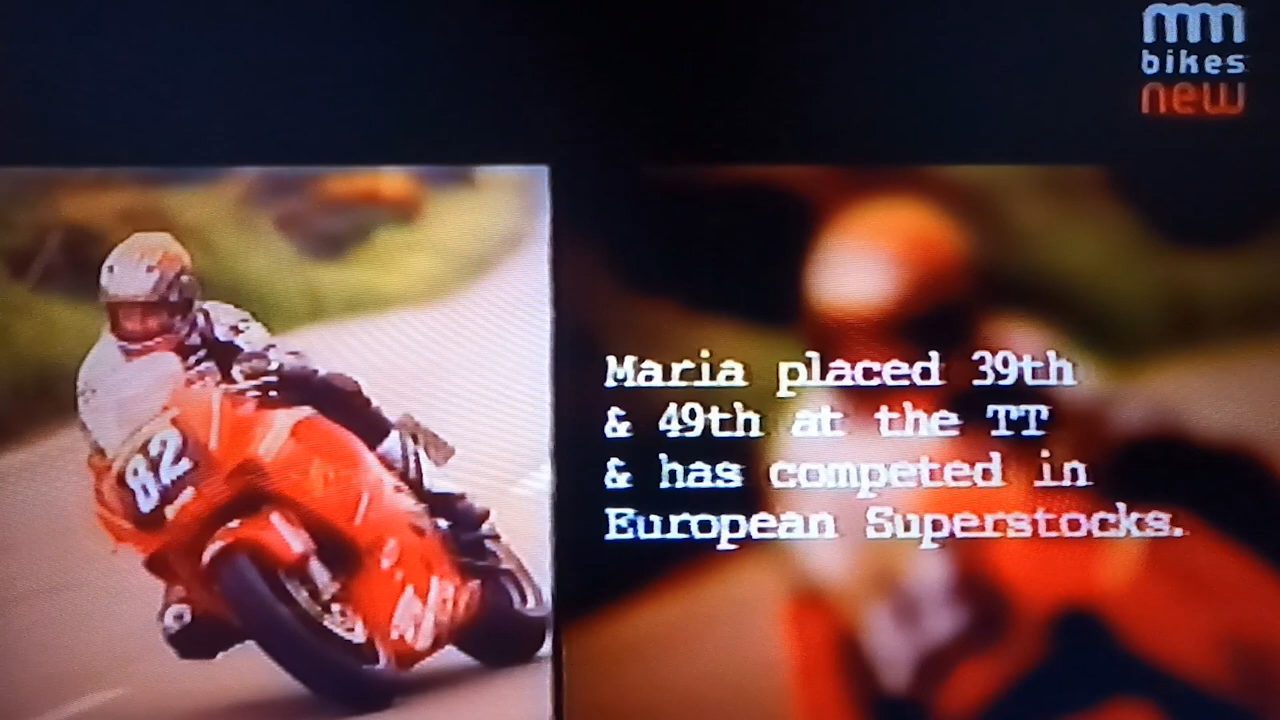 mm
bikes
new
82
Maria placed 39th
& 49th at the TT
& has competed in
European Superstocks.